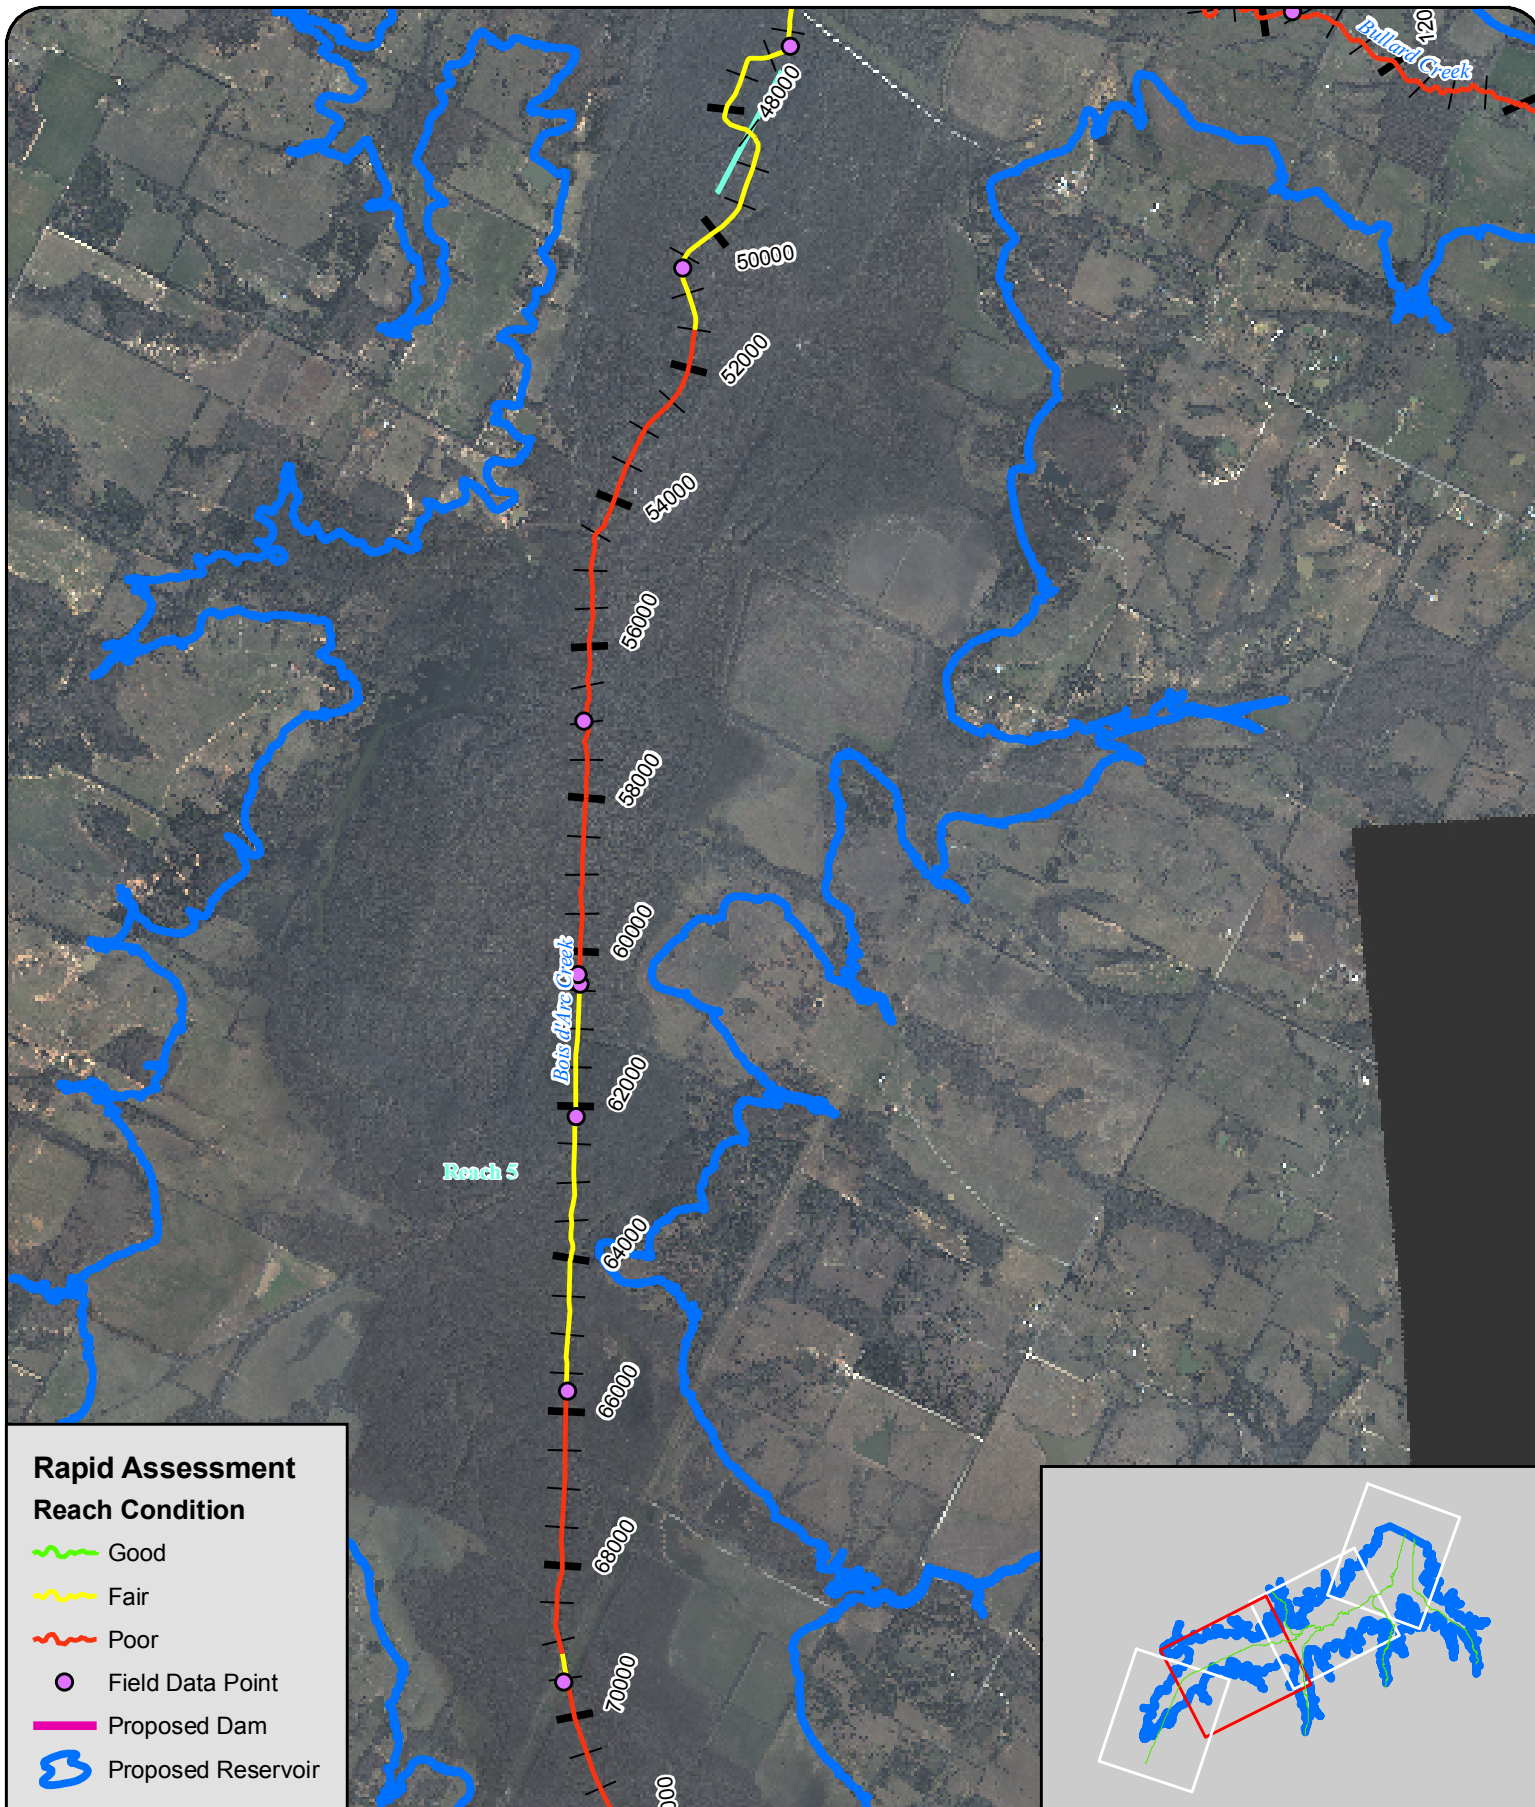 120
Bullard Creek
48000
50000
52000
54000
56000
58000
60000
Bois d'Arc Creek
62000
Reach 5
64000
66000
68000
70000
000
Rapid Assessment
Reach Condition
Good
Fair
Poor
Field Data Point
Proposed Dam
Proposed Reservoir